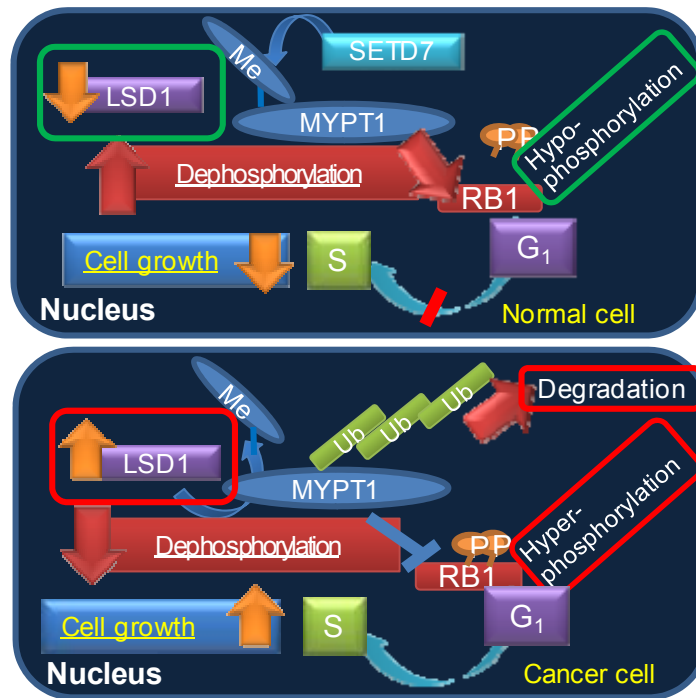 Me
SETD7
LSD1
MYPT1
PP
Hypo-
phosphorylation
Dephosphorylation
RB1
Cell growth
S
G₁
Nucleus
Normal cell
Me
Ub
Ub
Ub
Degradation
LSD1
MYPT1
Hyper-
phosphorylation
Dephosphorylation
PP
RB1
Cell growth
S
G₁
Nucleus
Cancer cell